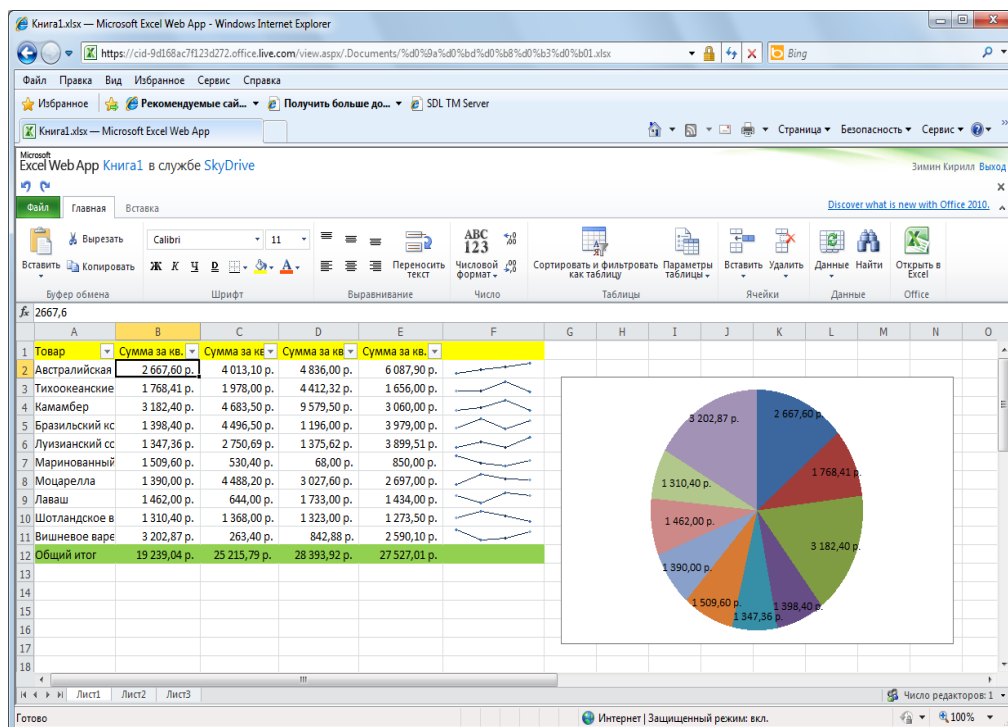 Книга1.xlsx — Microsoft Excel Web App - Windows Internet Explorer
https://cid-9d168ac7f123d272.office.live.com/view.aspx/.Documents/%d0%9a%d0%bd%d0%b8%d0%b3%d0%b01.xlsx
Bing
Файл Правка Вид Избранное Сервис Справка
Избранное Рекомендуемые сай... Получить больше до... SDL TM Server
Книга1.xlsx — Microsoft Excel Web App Страница Безопасность Сервис
Microsoft
Excel Web App Книга1 в службе SkyDrive Зимин Кирилл Выход
Файл Главная Вставка Discover what is new with Office 2010.
Вырезать Calibri 11 ABC 123
Вставить Копировать Ж К Ч D А Переносить текст Числовой формат Сортировать и фильтровать как таблицу Параметры таблицы Вставить Удалить Данные Найти Открыть в Excel
Буфер обмена Шрифт Выравнивание Число Таблицы Ячейки Данные Office
fx 2667,6
A B C D E F G H I J K L M N O
1 Товар Сумма за кв. Сумма за кв Сумма за кв Сумма за кв.
2 Австралийская 2 667,60 р. 4 013,10 р. 4 836,00 р. 6 087,90 р.
3 Тихоокеанские 1 768,41 р. 1 978,00 р. 4 412,32 р. 1 656,00 р.
4 Камамбер 3 182,40 р. 4 683,50 р. 9 579,50 р. 3 060,00 р.
5 Бразильский кс 1 398,40 р. 4 496,50 р. 1 196,00 р. 3 979,00 р.
6 Луизианский сс 1 347,36 р. 2 750,69 р. 1 375,62 р. 3 899,51 р.
7 Маринованный 1 509,60 р. 530,40 р. 68,00 р. 850,00 р.
8 Моцарелла 1 390,00 р. 4 488,20 р. 3 027,60 р. 2 697,00 р.
9 Лаваш 1 462,00 р. 644,00 р. 1 733,00 р. 1 434,00 р.
10 Шотландское в 1 310,40 р. 1 368,00 р. 1 323,00 р. 1 273,50 р.
11 Вишневое варе 3 202,87 р. 263,40 р. 842,88 р. 2 590,10 р.
12 Общий итог 19 239,04 р. 25 215,79 р. 28 393,92 р. 27 527,01 р.
13
14
15
16
17
18
3 202,87 р. 2 667,60 р.
1 310,40 р. 1 768,41 р.
1 462,00 р.
3 182,40 р.
1 390,00 р.
1 509,60 р. 1 398,40 р.
1 347,36 р.
Лист1 Лист2 Лист3 Число редакторов: 1
Готово Интернет | Защищенный режим: вкл. 100%